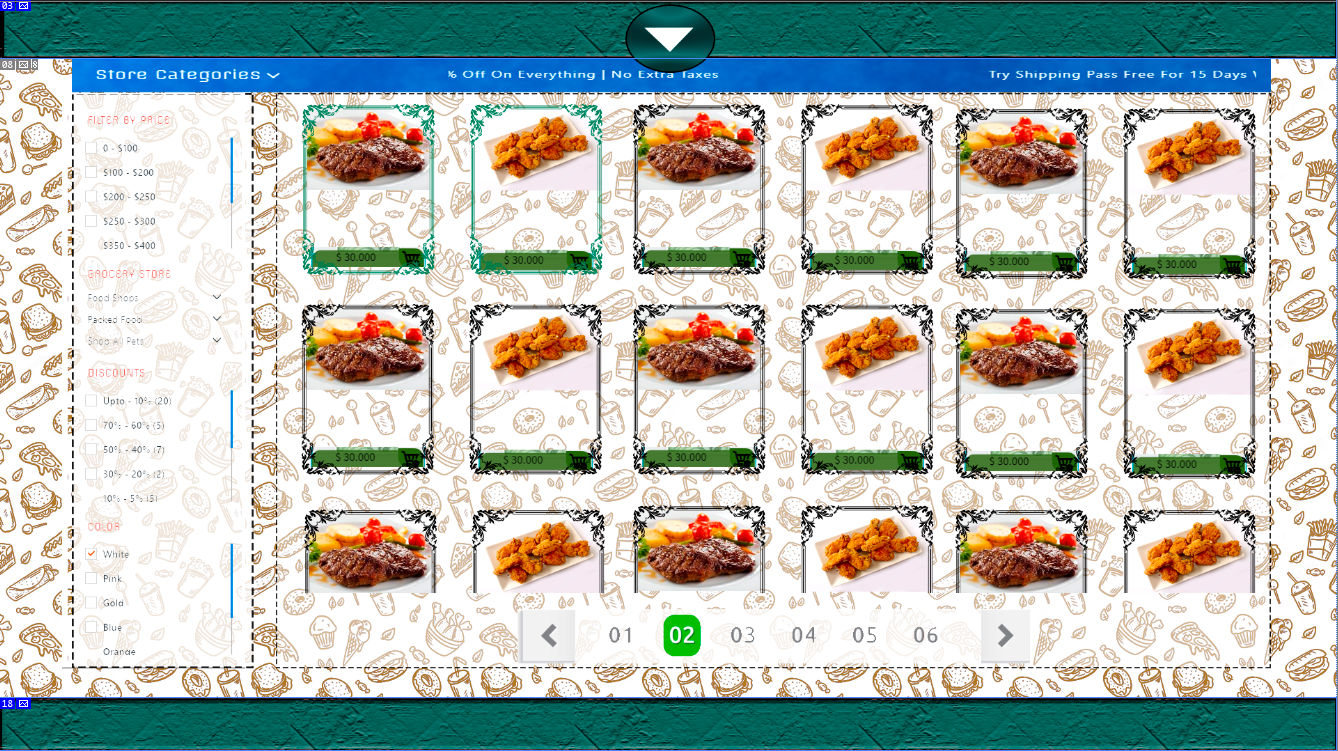 03
08
8
Store Categories
% Off On Everything | No Extra Taxes
Try Shipping Pass Free For 15 Days
FILTER BY PRICE
0 - $100
$100 - $200
$200 - $250
$250 - $300
$350 - $400
GROCERY STORE
Food Shops
Packed Food
Shop All Pets
DISCOUNTS
Upto - 10% (20)
70% - 60% (5)
50% - 40% (7)
30% - 20% (2)
10% - 5% (5)
COLOR
White
Pink
Gold
Blue
Orange
$ 30.000
$ 30.000
$ 30.000
$ 30.000
$ 30.000
$ 30.000
$ 30.000
$ 30.000
$ 30.000
$ 30.000
$ 30.000
$ 30.000
01 02 03 04 05 06
18